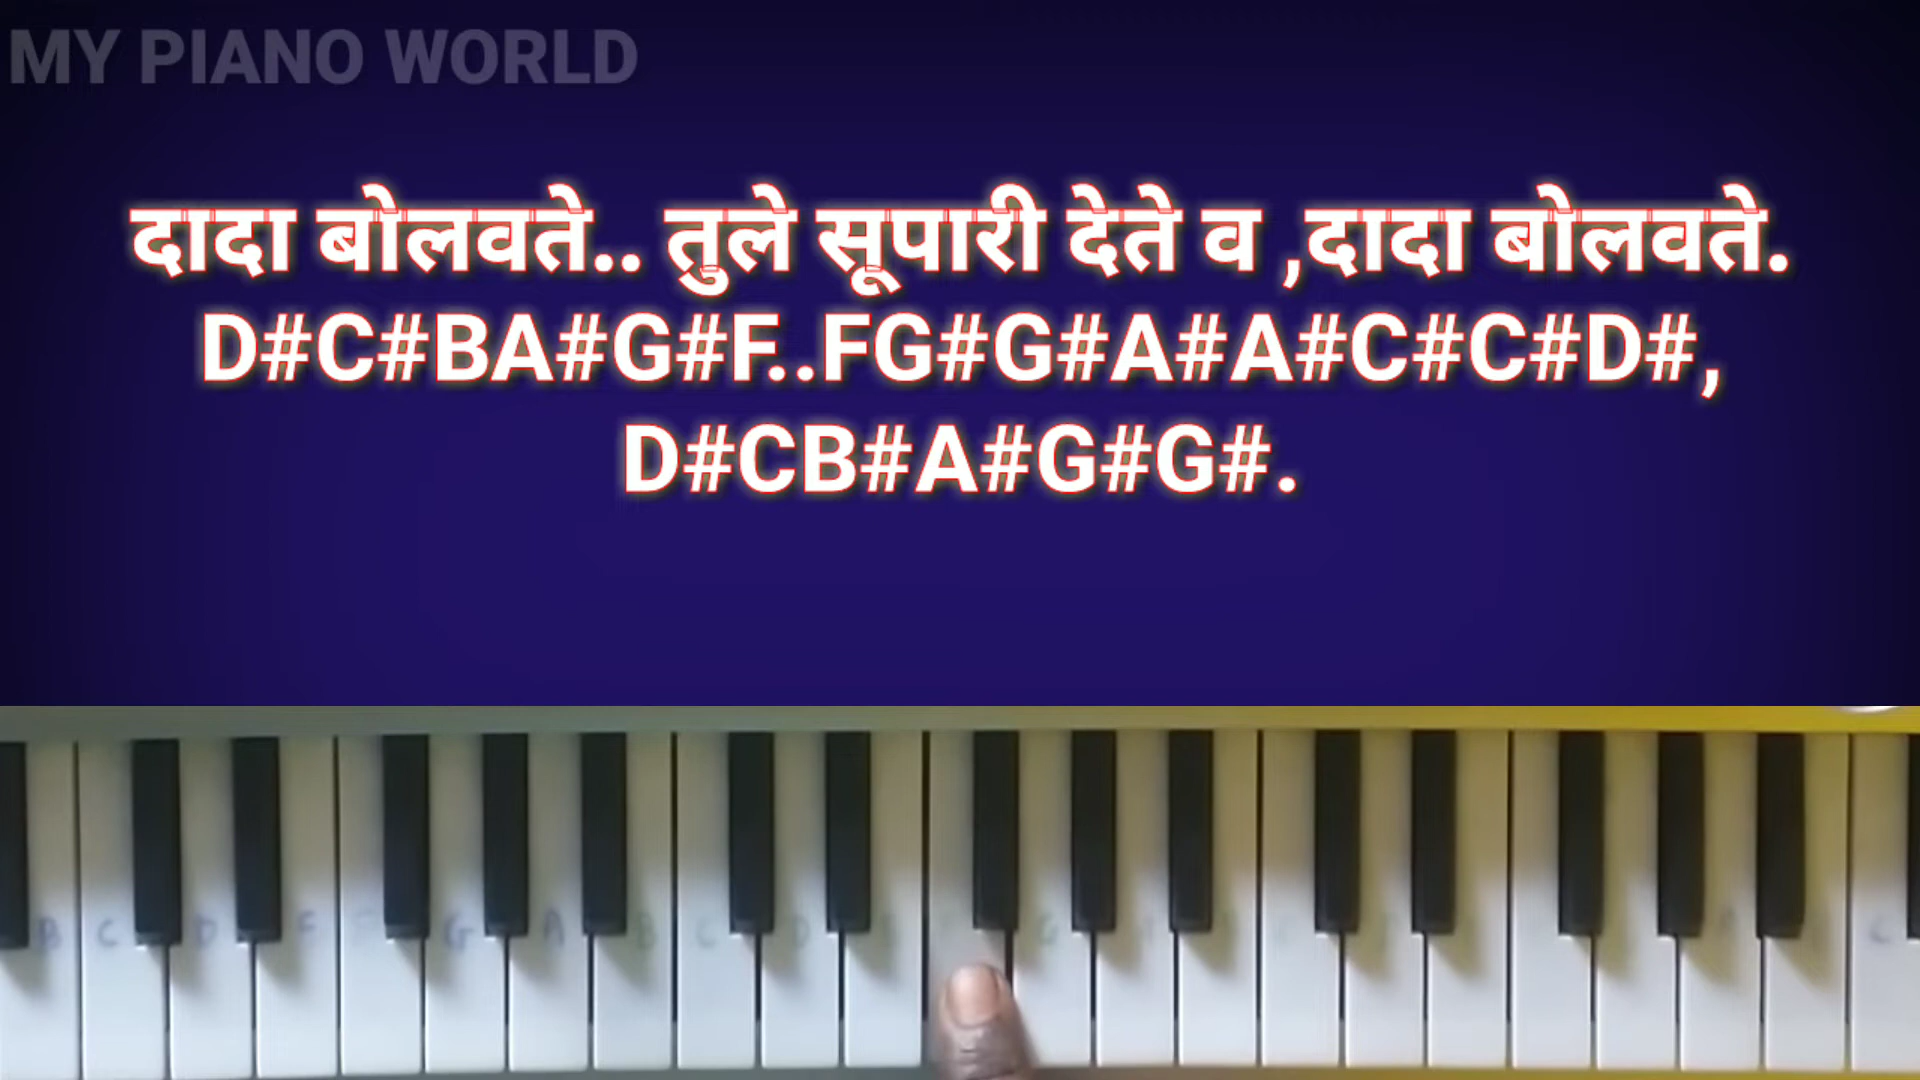 MY PIANO WORLD
दादा बोलवते.. तुले सूपारी देते व ,दादा बोलवते.
D#C#BA#G#F..FG#G#A#A#C#C#D#,
D#CB#A#G#G#.
B C D F G A B C D
G
C